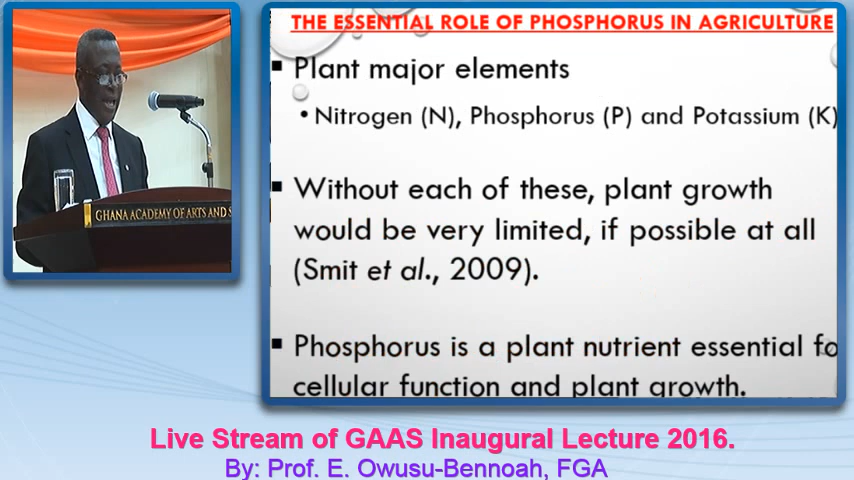 THE ESSENTIAL ROLE OF PHOSPHORUS IN AGRICULTURE
▪ Plant major elements
• Nitrogen (N), Phosphorus (P) and Potassium (K)
▪ Without each of these, plant growth
would be very limited, if possible at all
(Smit et al., 2009).
▪ Phosphorus is a plant nutrient essential fo
cellular function and plant growth.
GHANA ACADEMY OF ARTS AND S
Live Stream of GAAS Inaugural Lecture 2016.
By: Prof. E. Owusu-Bennoah, FGA